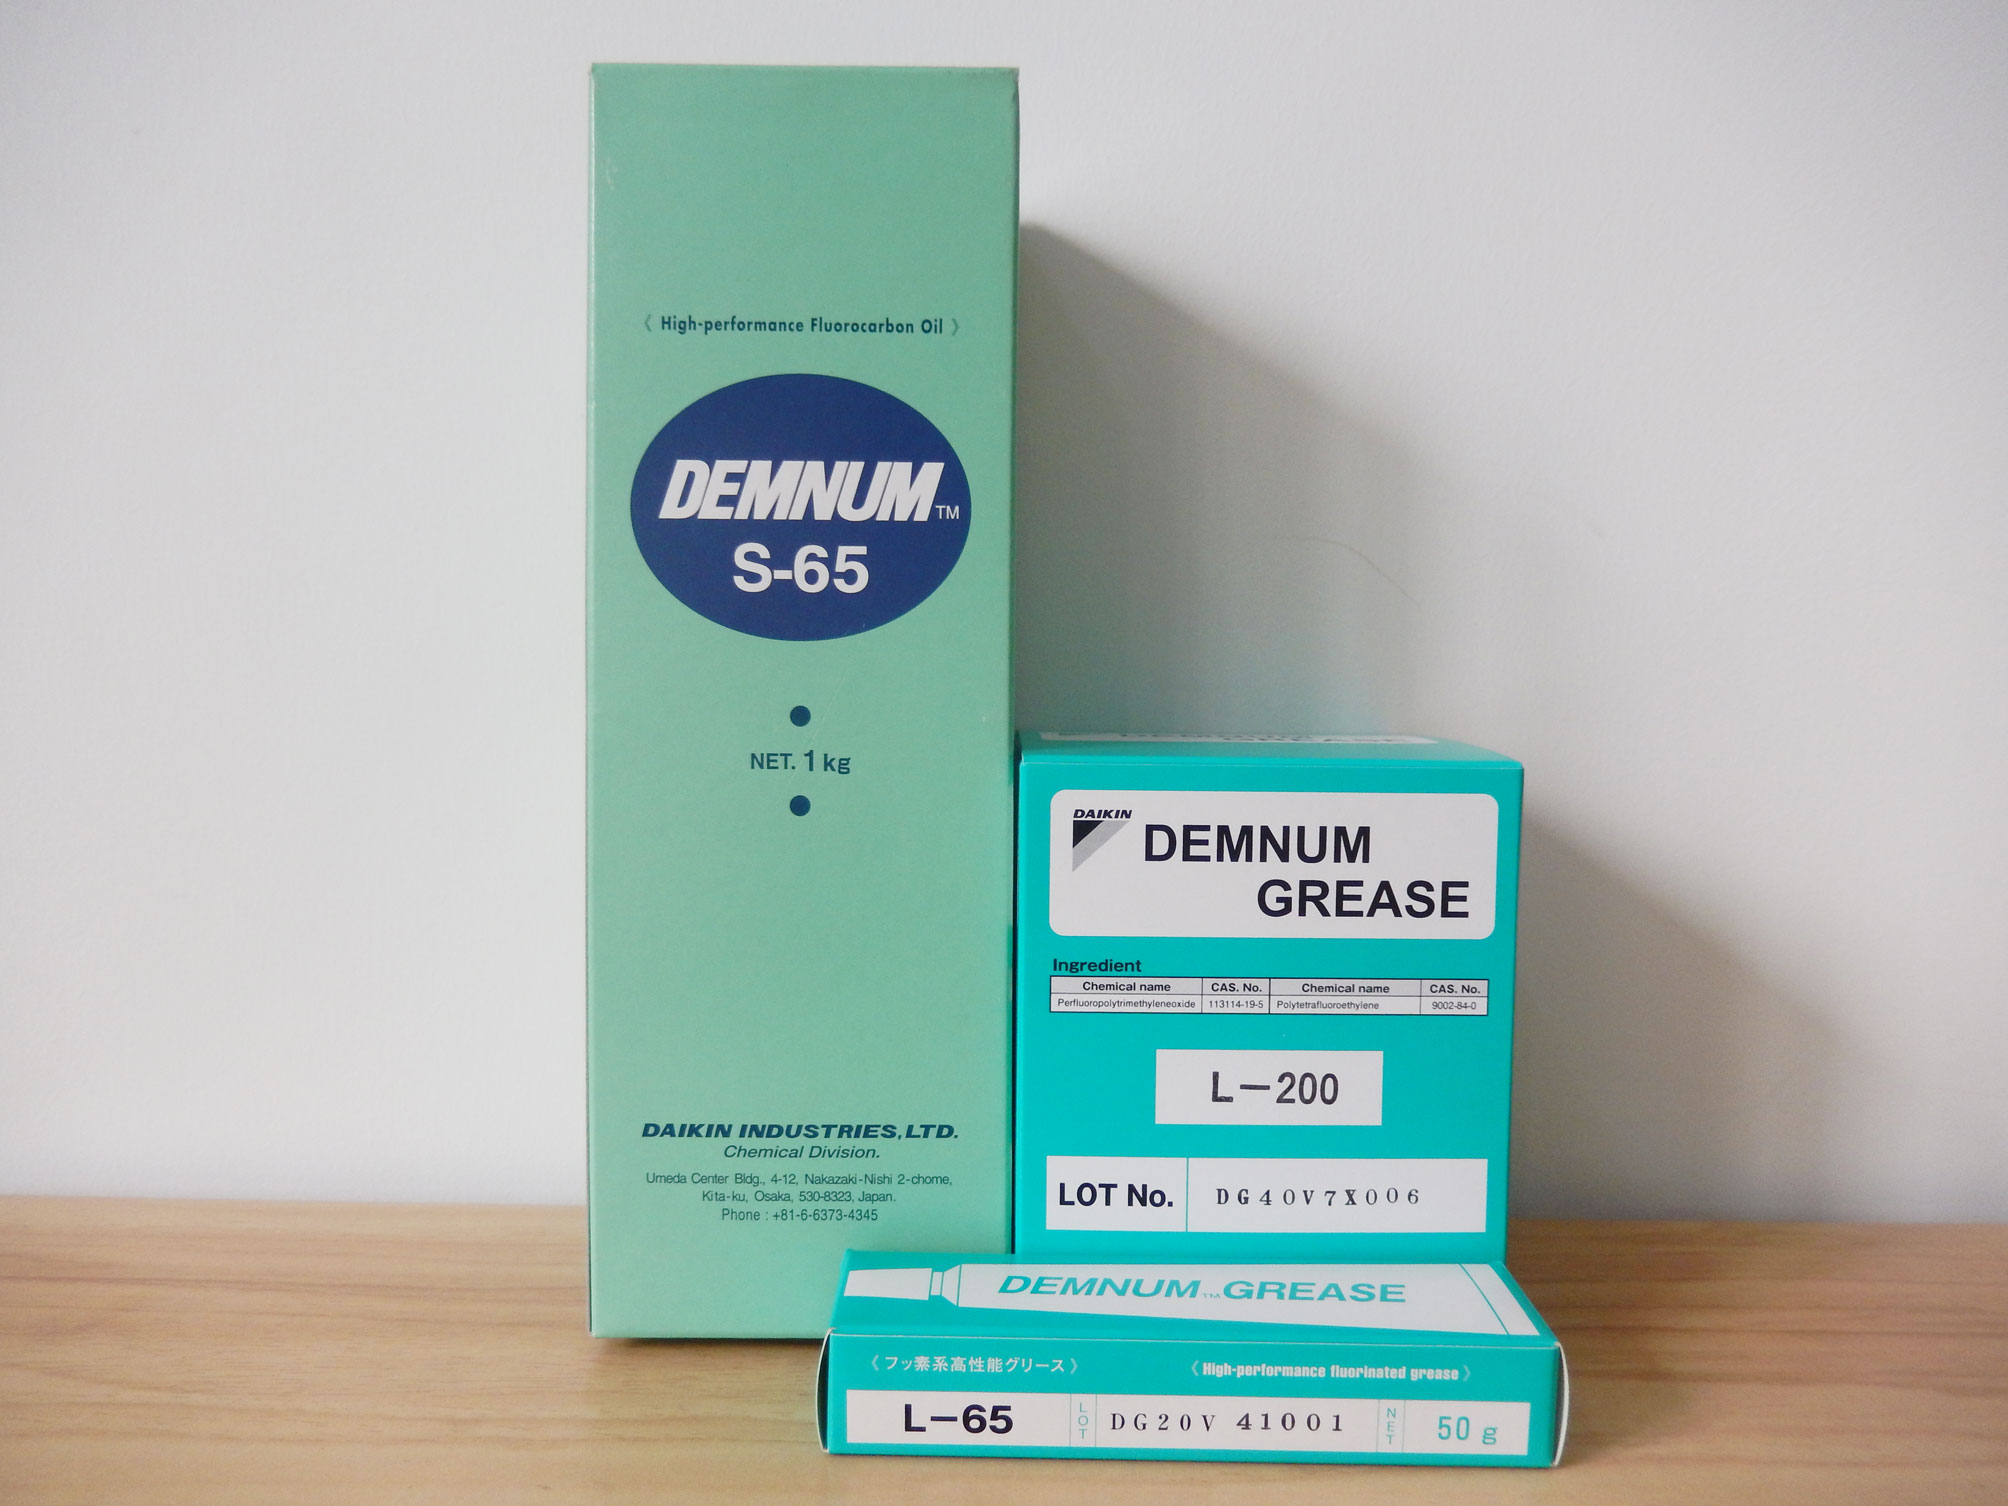 《 High-performance Fluorocarbon Oil 》
DEMNUM™
S-65
NET. 1 kg
DAIKIN INDUSTRIES, LTD.
Chemical Division.
Umeda Center Bldg., 4-12, Nakazaki-Nishi 2-chome,
Kita-ku, Osaka, 530-8323, Japan.
Phone : +81-6-6373-4345
DAIKIN
DEMNUM
GREASE
Ingredient
Chemical name CAS. No. Chemical name CAS. No.
Perfluoropolytrimethyleneoxide 113114-19-5 Polytetrafluoroethylene 9002-84-0
L-200
LOT No. DG40V7X006
DEMNUM™ GREASE
《フッ素系高性能グリース》 《High-performance fluorinated grease》
L-65 LOT DG20V 41001 NET 50 g